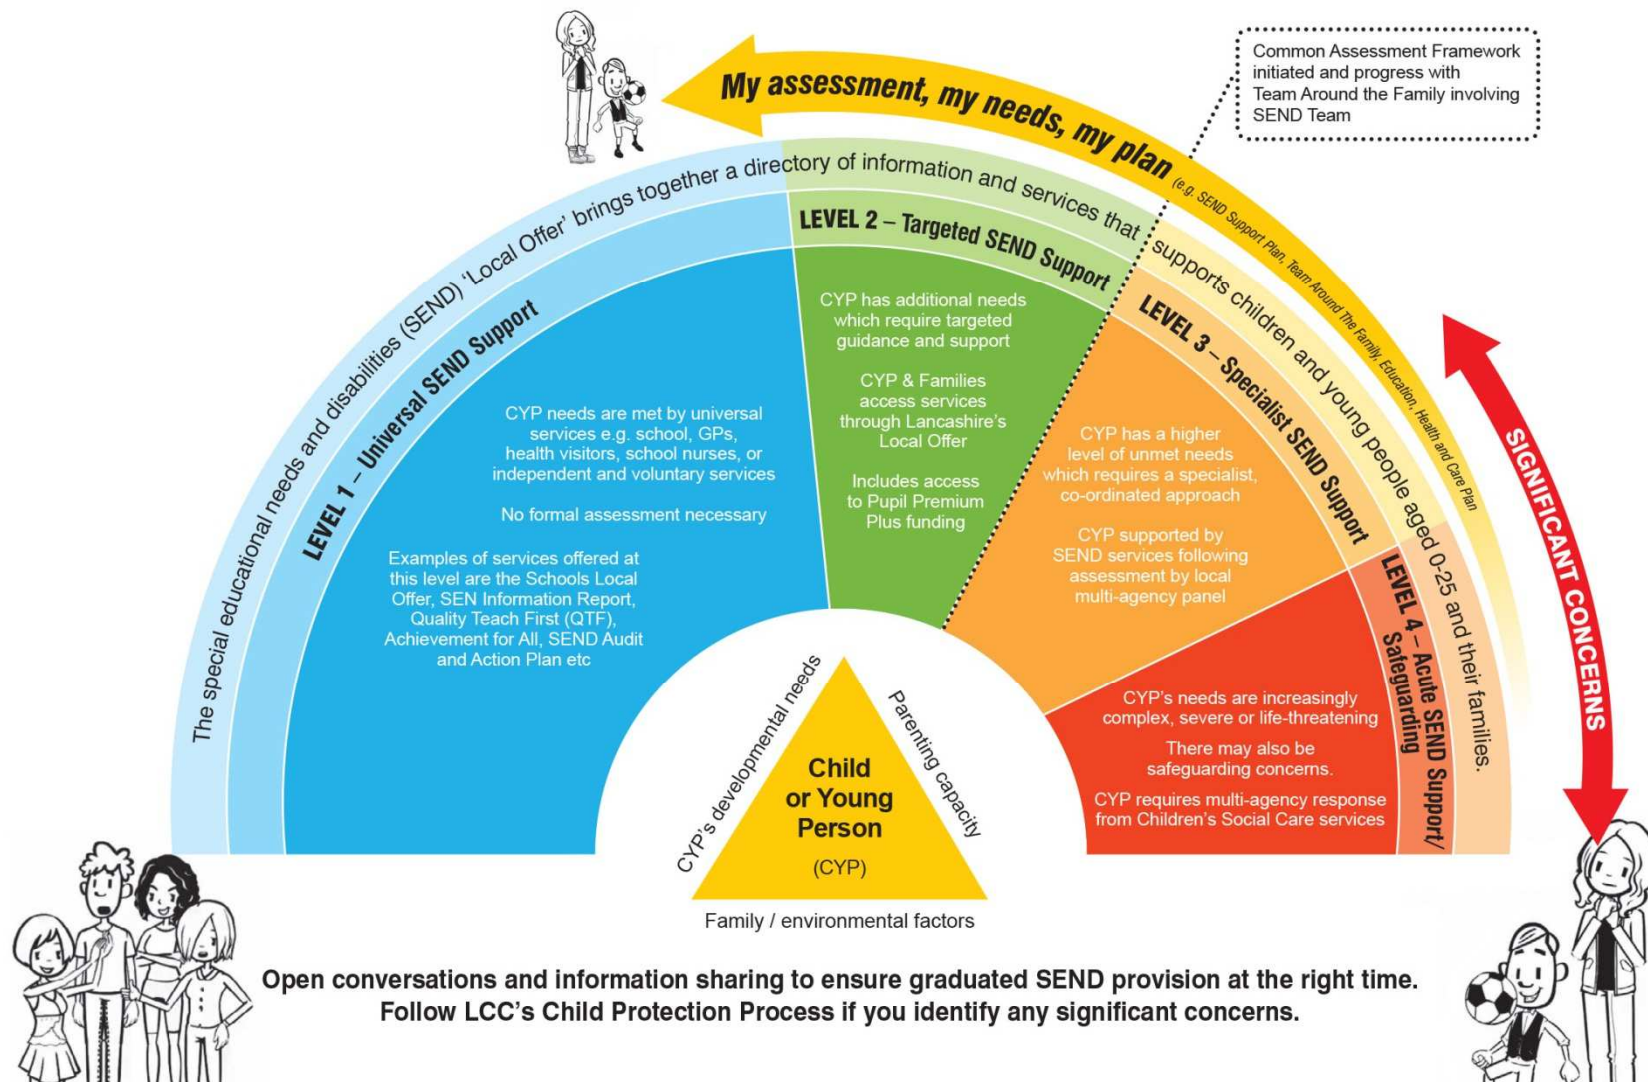 My assessment, my needs, my plan
(e.g. SEND Support Plan, Team Around The Family, Education, Health and Care Plan
Common Assessment Framework
initiated and progress with
Team Around the Family involving
SEND Team
The special educational needs and disabilities (SEND) ‘Local Offer’ brings together a directory of information and services that supports children and young people aged 0-25 and their families.
LEVEL 1 – Universal SEND Support
CYP needs are met by universal
services e.g. school, GPs,
health visitors, school nurses, or
independent and voluntary services
No formal assessment necessary
Examples of services offered at
this level are the Schools Local
Offer, SEN Information Report,
Quality Teach First (QTF),
Achievement for All, SEND Audit
and Action Plan etc
LEVEL 2 – Targeted SEND Support
CYP has additional needs
which require targeted
guidance and support
CYP & Families
access services
through Lancashire’s
Local Offer
Includes access
to Pupil Premium
Plus funding
LEVEL 3 – Specialist SEND Support
CYP has a higher
level of unmet needs
which requires a specialist,
co-ordinated approach
CYP supported by
SEND services following
assessment by local
multi-agency panel
LEVEL 4 – Acute SEND Support/
Safeguarding
CYP’s needs are increasingly
complex, severe or life-threatening
There may also be
safeguarding concerns.
CYP requires multi-agency response
from Children’s Social Care services
SIGNIFICANT CONCERNS
CYP’s developmental needs
Parenting capacity
Child
or Young
Person
(CYP)
Family / environmental factors
Open conversations and information sharing to ensure graduated SEND provision at the right time.
Follow LCC’s Child Protection Process if you identify any significant concerns.